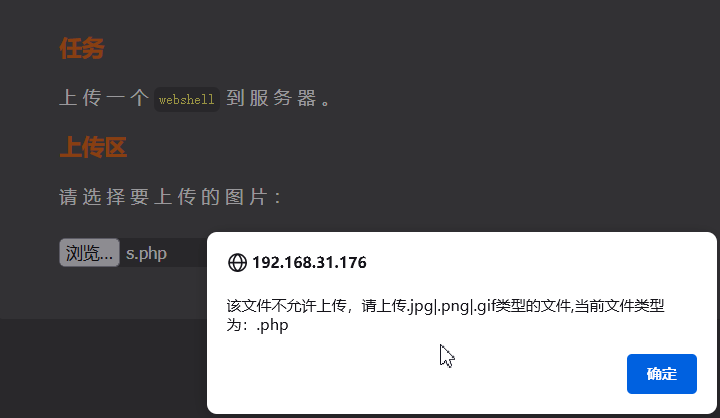 任务
上传一个 webshell 到服务器。
上传区
请选择要上传的图片：
浏览... s.php
192.168.31.176
该文件不允许上传，请上传.jpg|.png|.gif类型的文件,当前文件类型
为：.php
确定